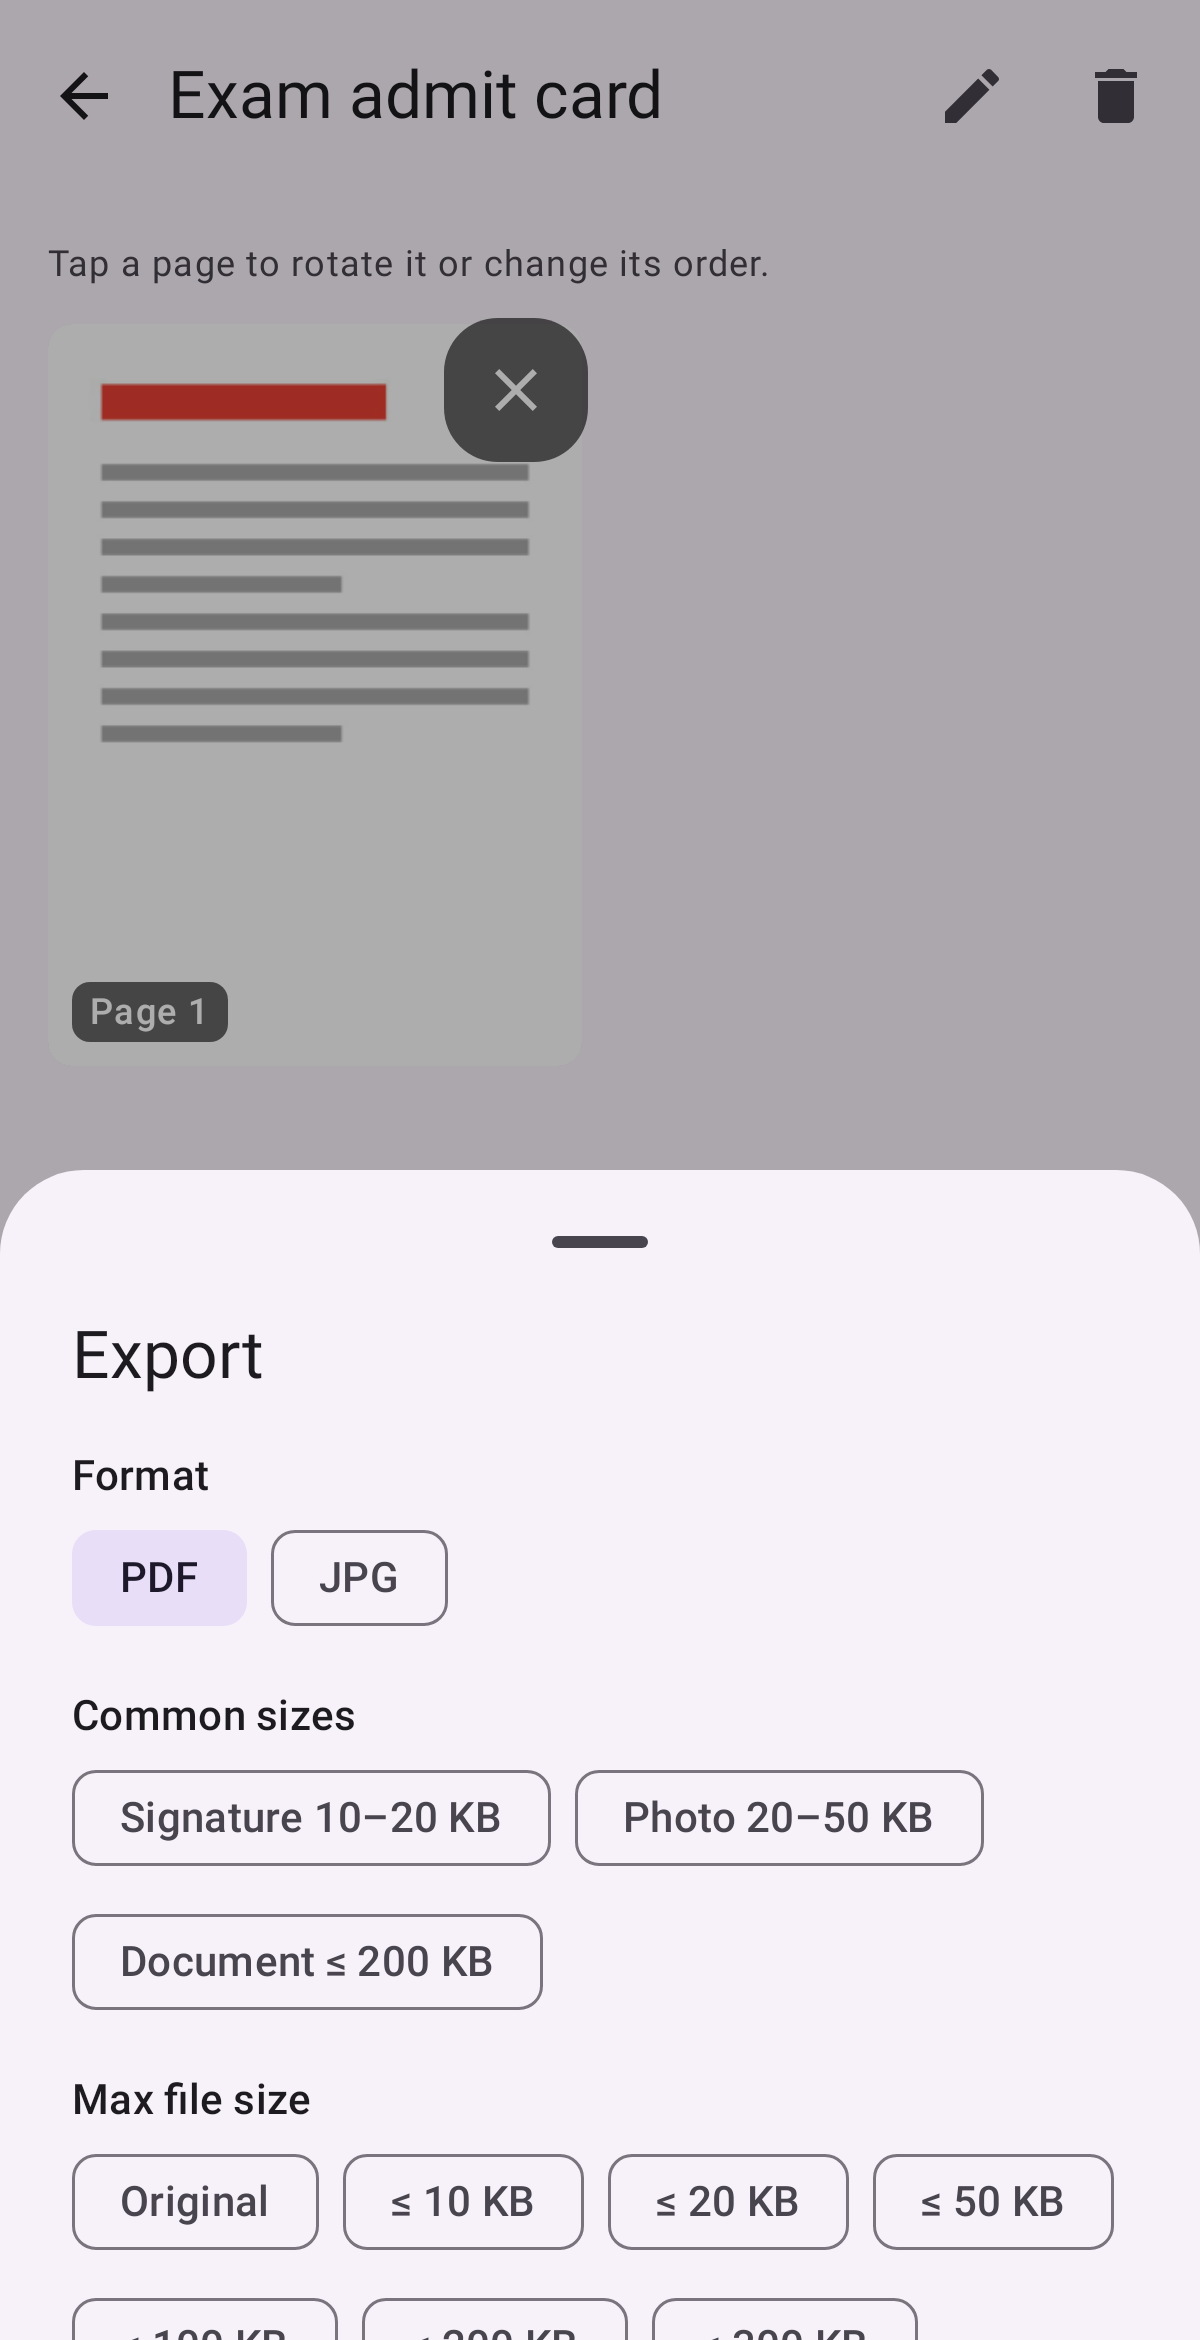 Exam admit card
Tap a page to rotate it or change its order.
Page 1
Export
Format
PDF JPG
Common sizes
Signature 10–20 KB Photo 20–50 KB
Document ≤ 200 KB
Max file size
Original ≤ 10 KB ≤ 20 KB ≤ 50 KB